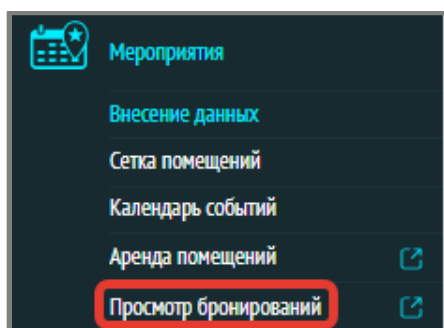 Мероприятия
Внесение данных
Сетка помещений
Календарь событий
Аренда помещений
Просмотр бронирований